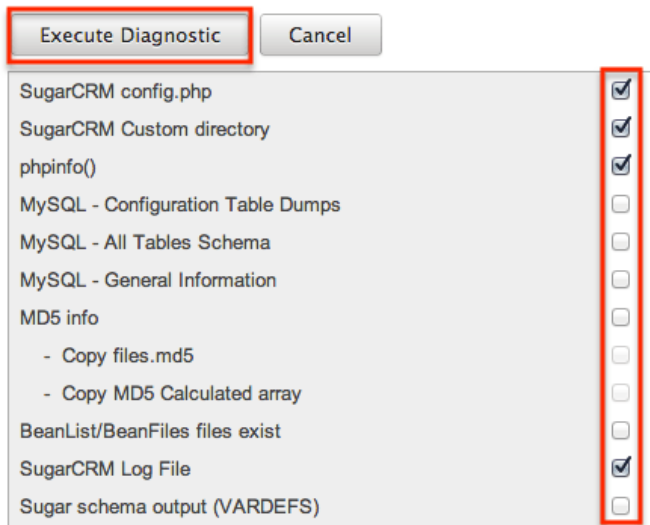 Execute Diagnostic Cancel
SugarCRM config.php
SugarCRM Custom directory
phpinfo()
MySQL - Configuration Table Dumps
MySQL - All Tables Schema
MySQL - General Information
MD5 info
- Copy files.md5
- Copy MD5 Calculated array
BeanList/BeanFiles files exist
SugarCRM Log File
Sugar schema output (VARDEFS)